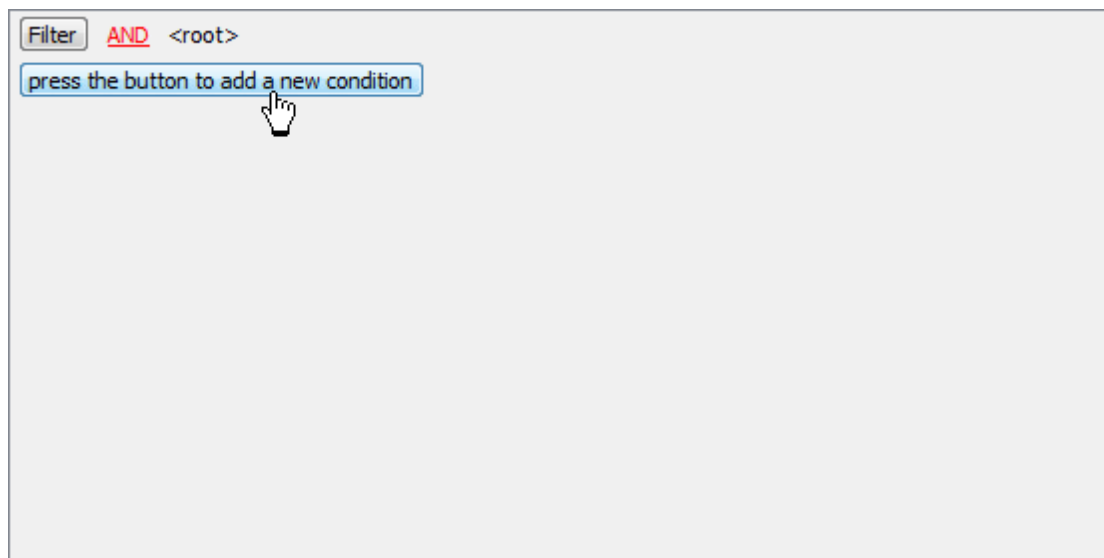 Filter AND <root>
press the button to add a new condition